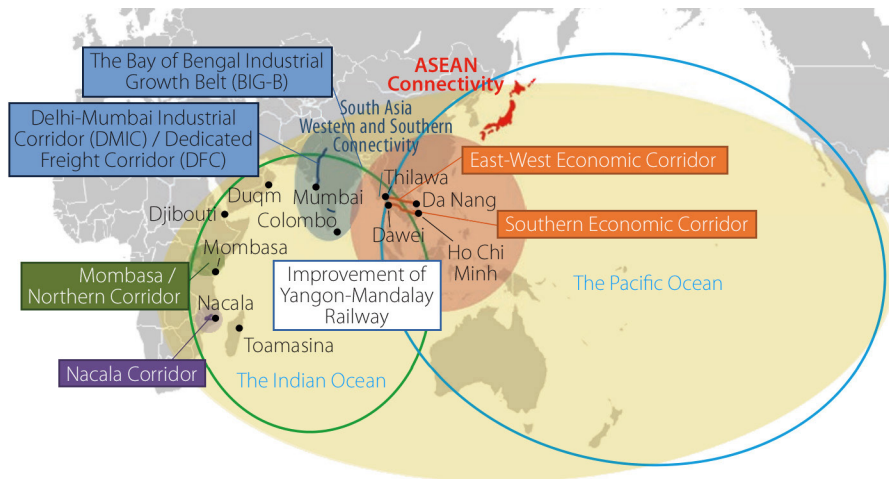 The Bay of Bengal Industrial
Growth Belt (BIG-B)
ASEAN
Connectivity
Delhi-Mumbai Industrial
Corridor (DMIC) / Dedicated
Freight Corridor (DFC)
South Asia
Western and Southern
Connectivity
East-West Economic Corridor
Thilawa
Duqm
Mumbai
Da Nang
Djibouti
Colombo
Southern Economic Corridor
Dawei
Mombasa
Ho Chi
Minh
Mombasa /
Northern Corridor
Improvement of
Yangon-Mandalay
Railway
The Pacific Ocean
Nacala
Toamasina
Nacala Corridor
The Indian Ocean